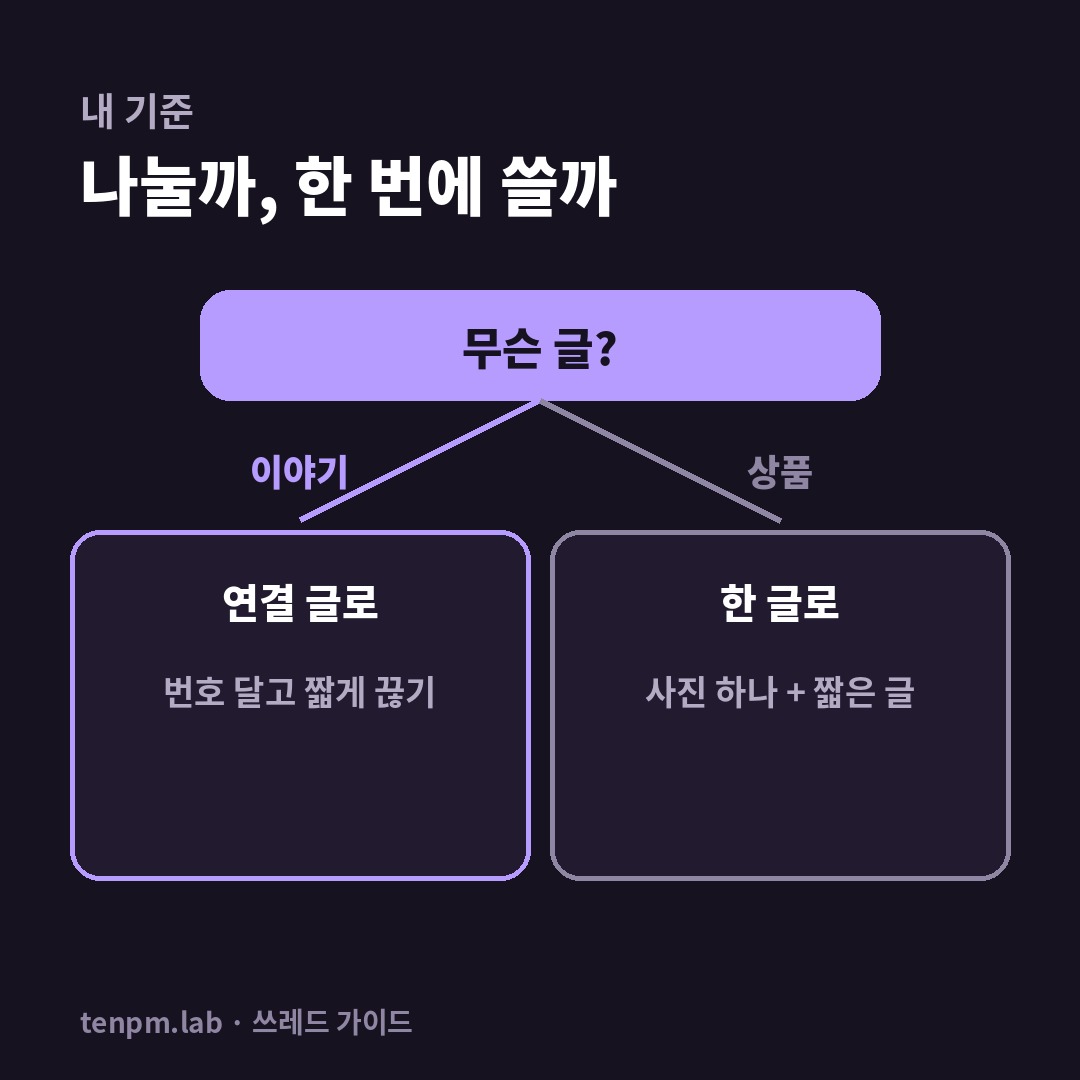 내 기준
나눌까, 한 번에 쓸까
무슨 글?
이야기
상품
연결 글로
번호 달고 짧게 끊기
한 글로
사진 하나 + 짧은 글
tenpm.lab · 쓰레드 가이드